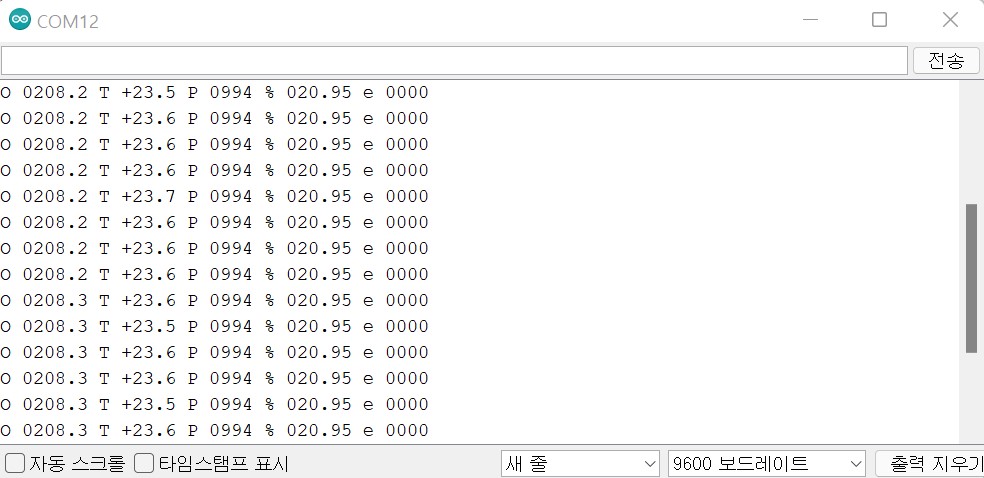 COM12
전송
O 0208.2 T +23.5 P 0994 % 020.95 e 0000
O 0208.2 T +23.6 P 0994 % 020.95 e 0000
O 0208.2 T +23.6 P 0994 % 020.95 e 0000
O 0208.2 T +23.6 P 0994 % 020.95 e 0000
O 0208.2 T +23.7 P 0994 % 020.95 e 0000
O 0208.2 T +23.6 P 0994 % 020.95 e 0000
O 0208.2 T +23.6 P 0994 % 020.95 e 0000
O 0208.2 T +23.6 P 0994 % 020.95 e 0000
O 0208.3 T +23.6 P 0994 % 020.95 e 0000
O 0208.3 T +23.5 P 0994 % 020.95 e 0000
O 0208.3 T +23.6 P 0994 % 020.95 e 0000
O 0208.3 T +23.6 P 0994 % 020.95 e 0000
O 0208.3 T +23.5 P 0994 % 020.95 e 0000
O 0208.3 T +23.6 P 0994 % 020.95 e 0000
자동 스크롤 타임스탬프 표시 새 줄 9600 보드레이트 출력 지우기